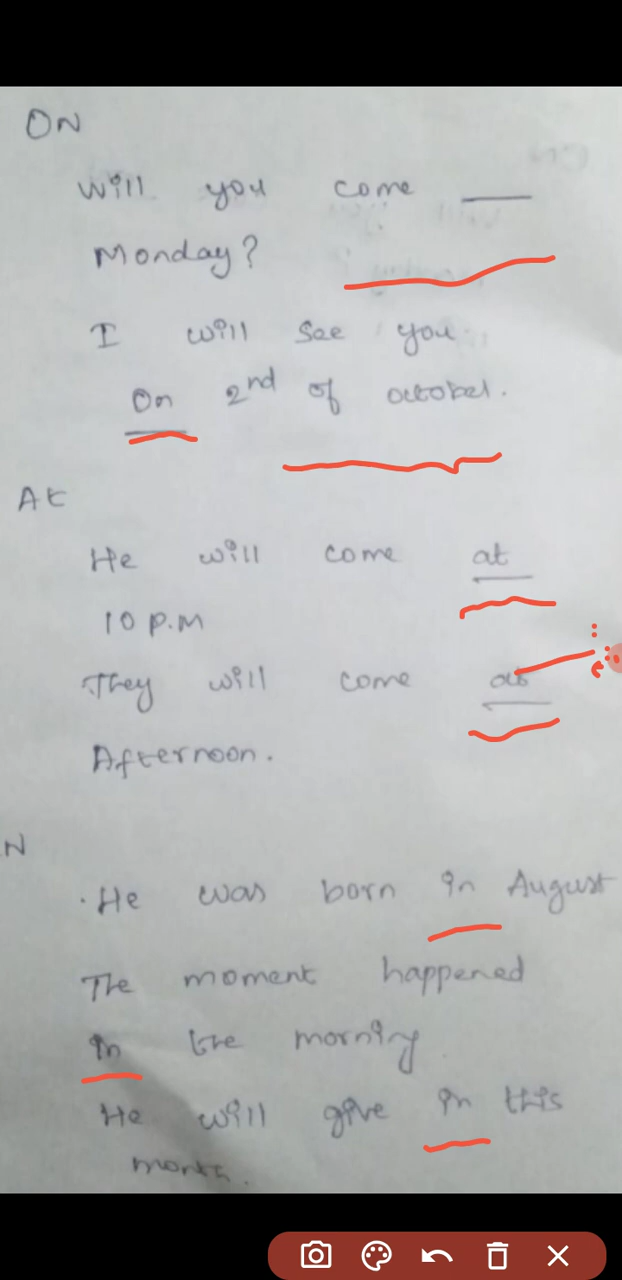 ON
Will you come ___
Monday?
I will see you
On 2nd of october.
At
He will come at
10 P.M
They will come at
Afternoon.
N
He was born in August
The moment happened
In the morning
He will give in this
month.